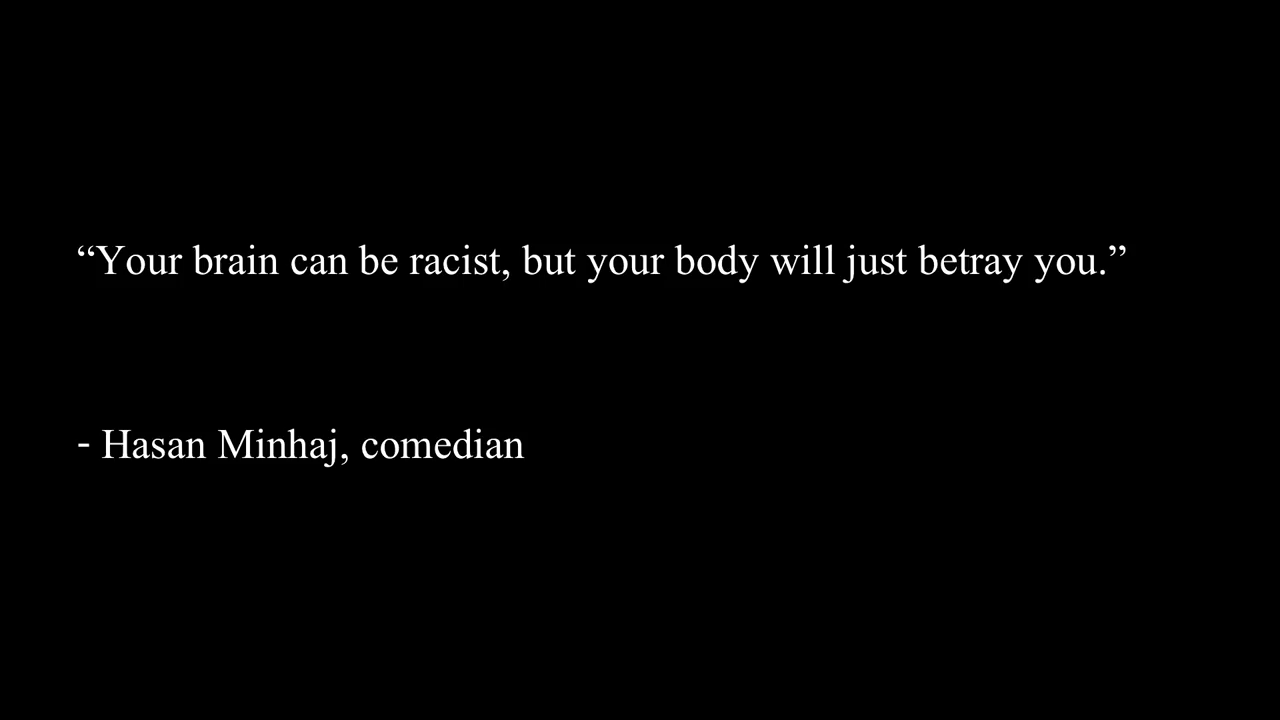 “Your brain can be racist, but your body will just betray you.”
- Hasan Minhaj, comedian